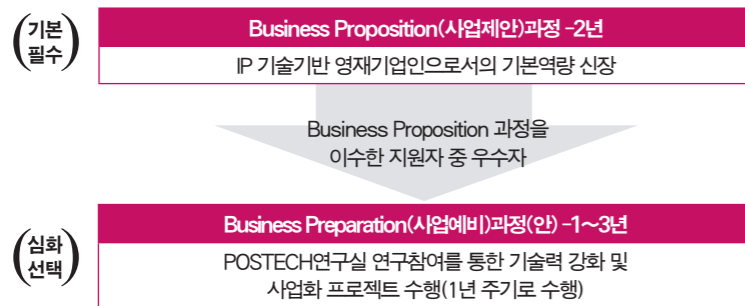 (기본
필수)
Business Proposition(사업제안)과정 -2년
IP 기술기반 영재기업인으로서의 기본역량 신장
Business Proposition 과정을
이수한 지원자 중 우수자
(심화
선택)
Business Preparation(사업예비)과정(안) -1~3년
POSTECH연구실 연구참여를 통한 기술력 강화 및
사업화 프로젝트 수행(1년 주기로 수행)